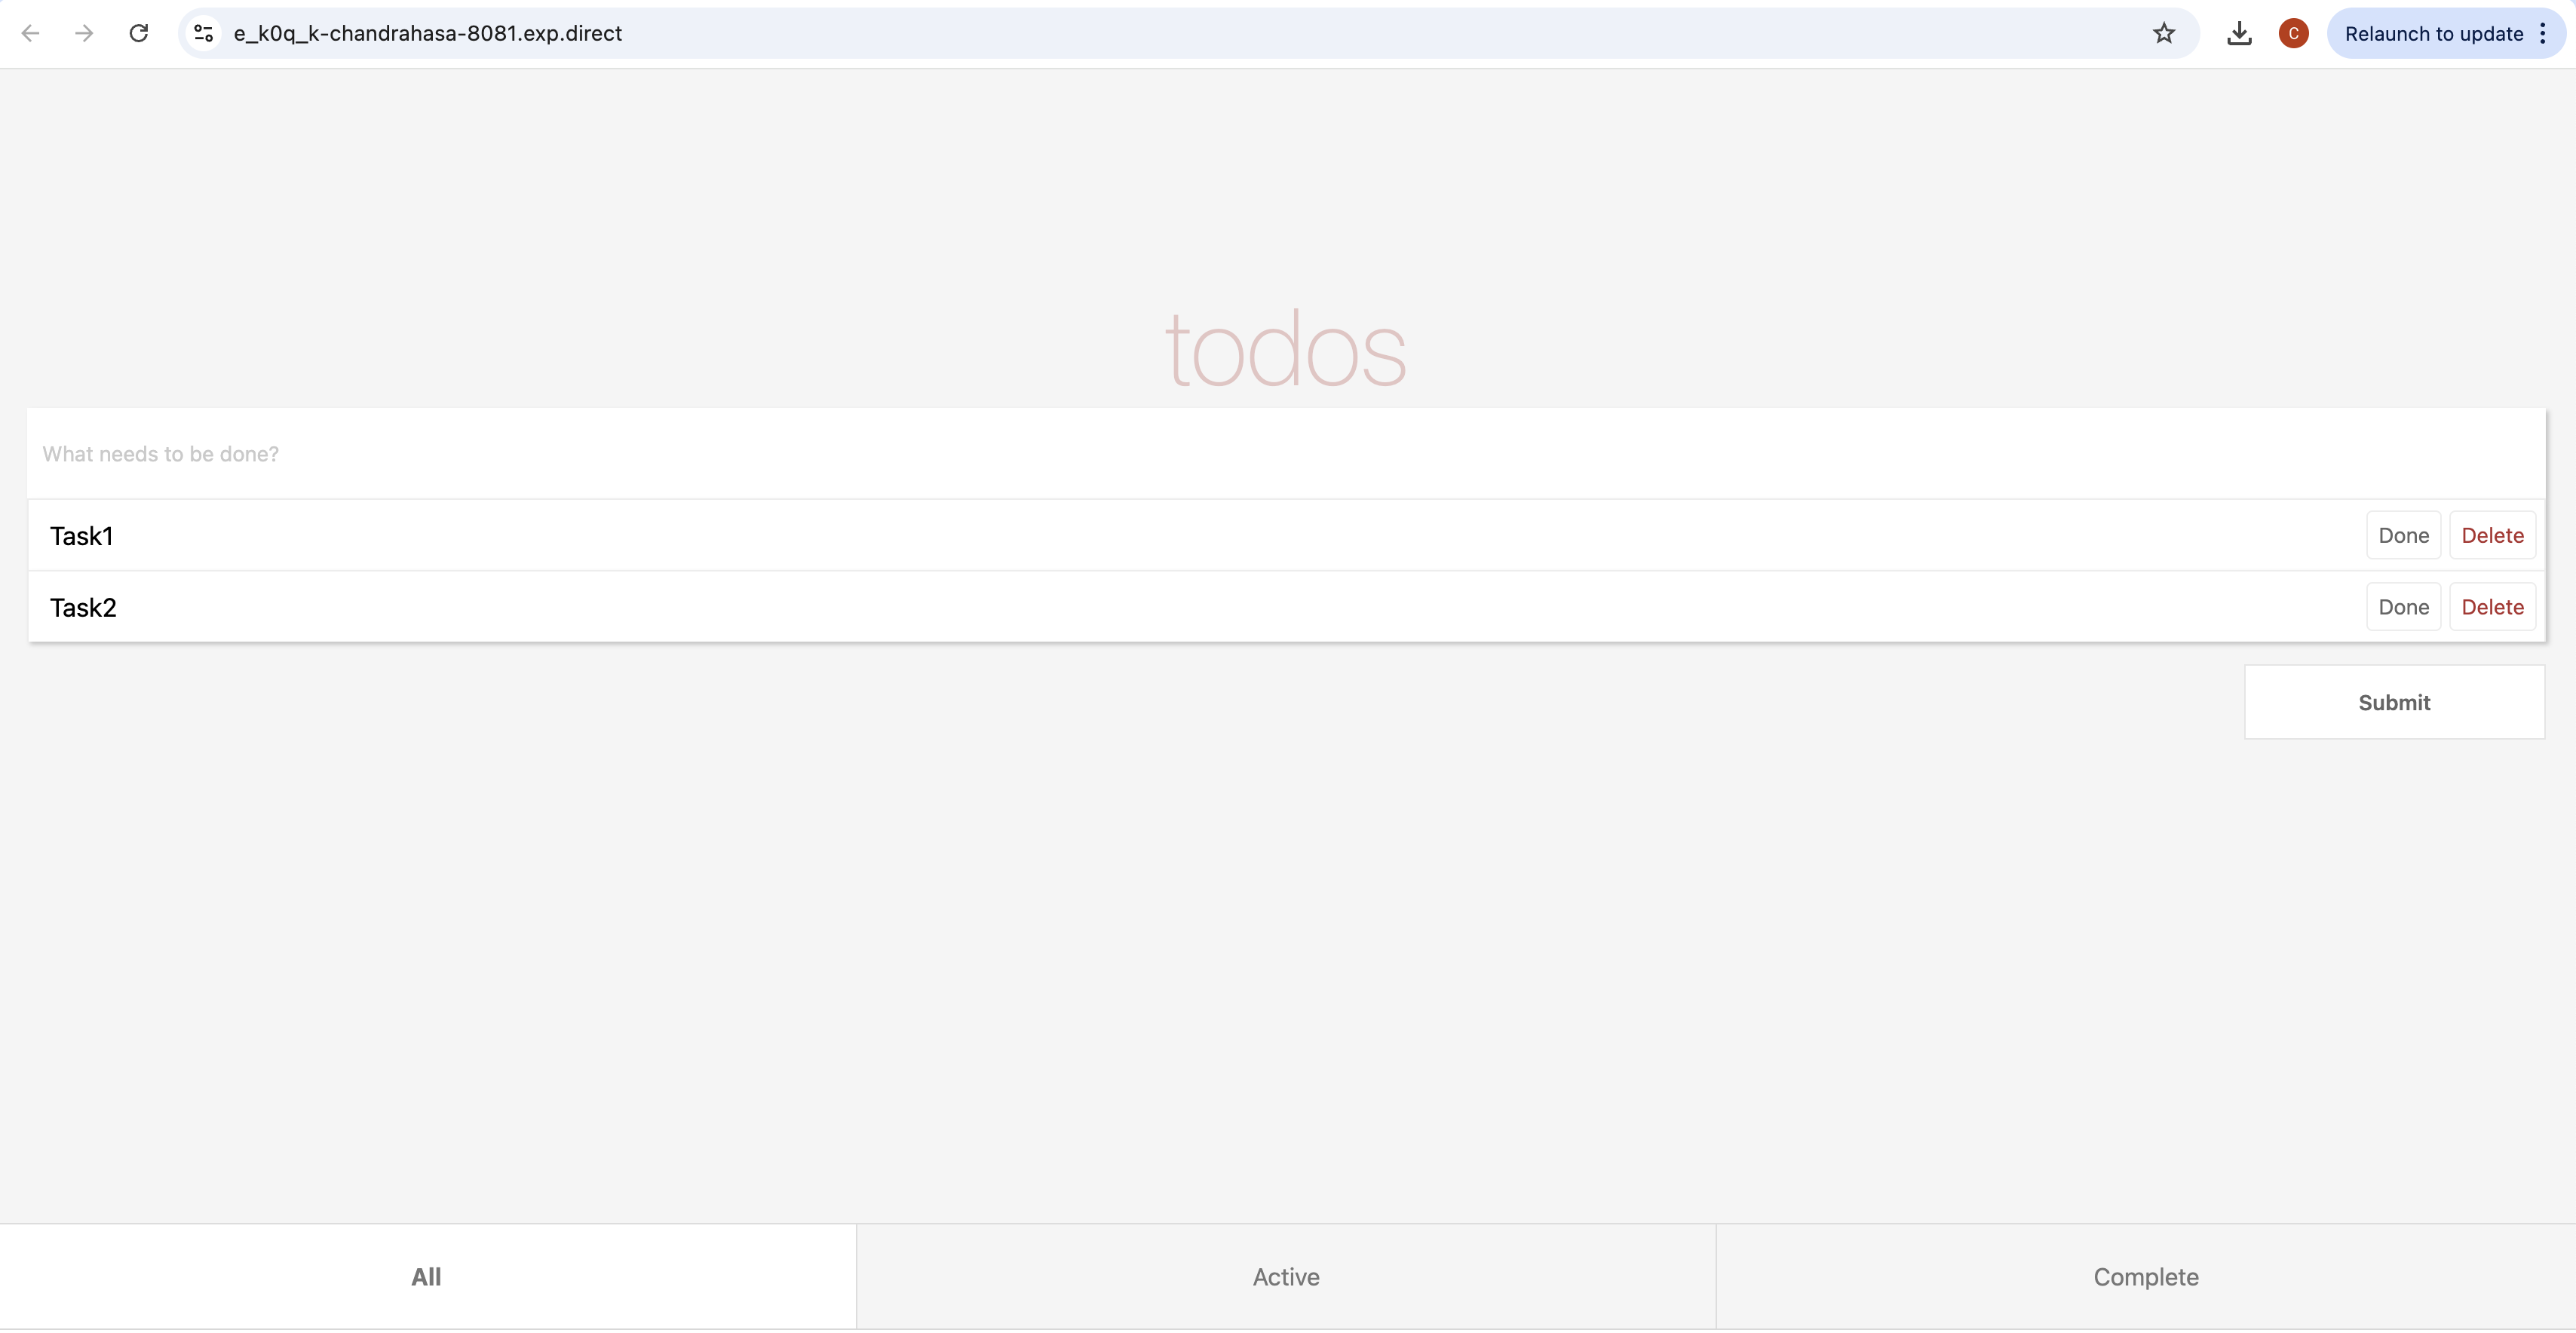 e_k0q_k-chandrahasa-8081.exp.direct
C
Relaunch to update
todos
What needs to be done?
Task1 Done Delete
Task2 Done Delete
Submit
All Active Complete